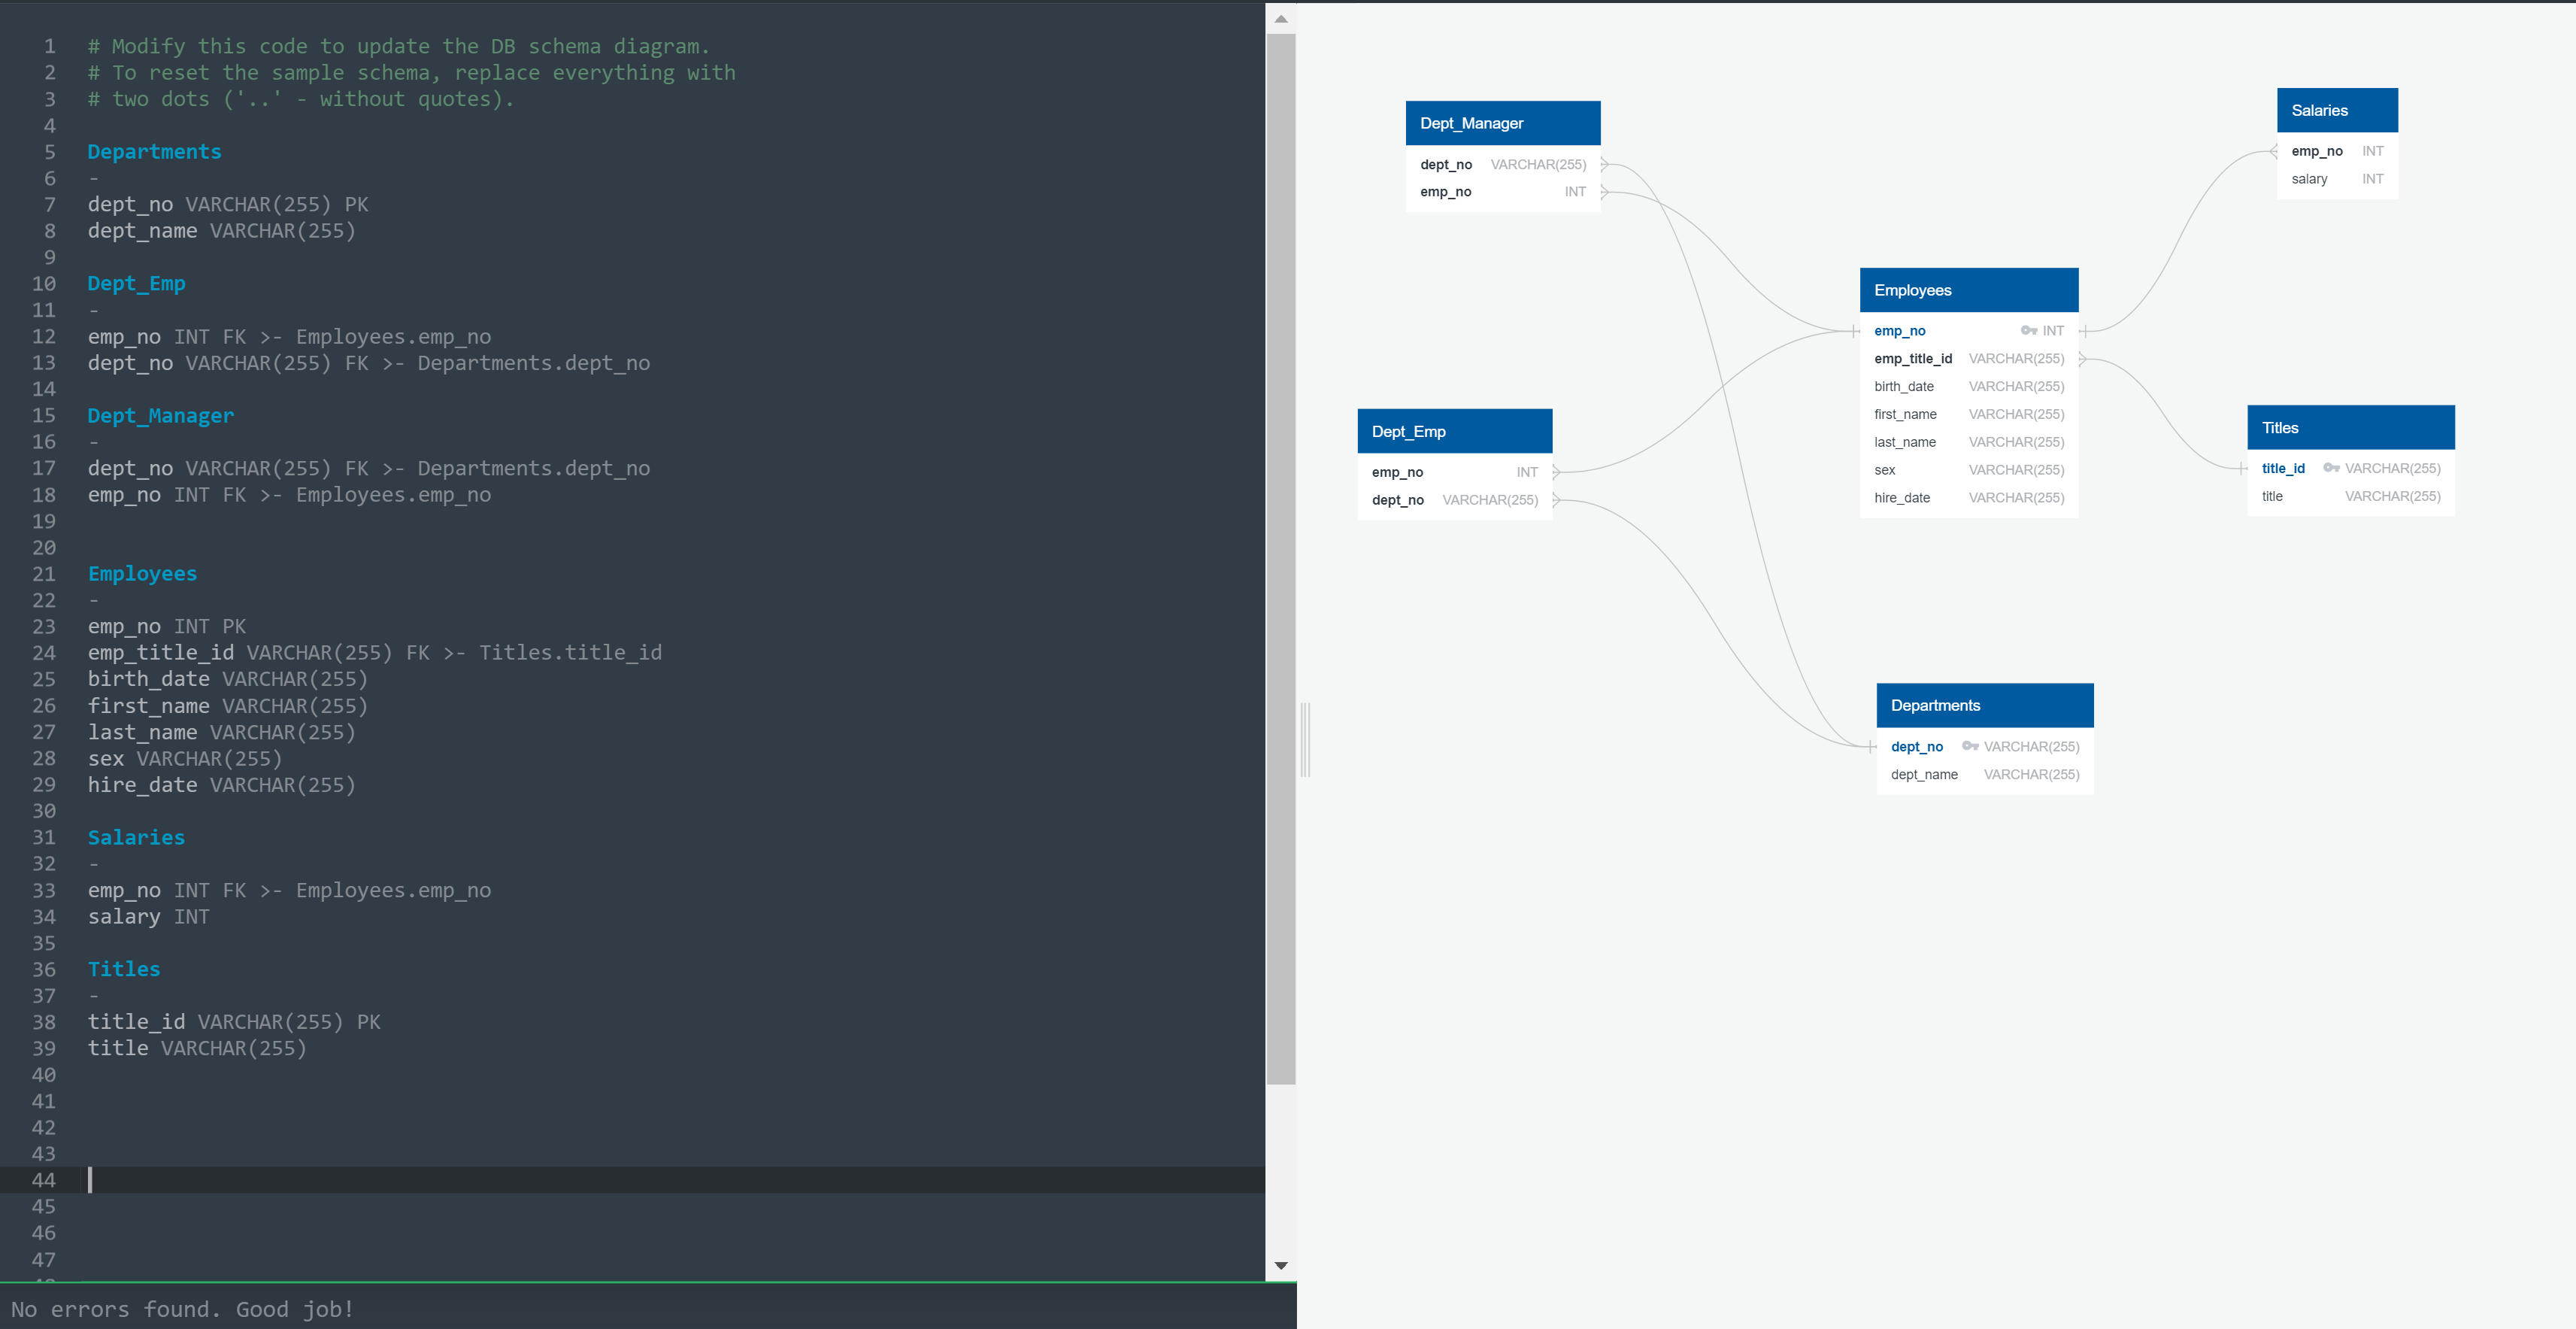 1 # Modify this code to update the DB schema diagram.
2 # To reset the sample schema, replace everything with
3 # two dots ('..' - without quotes).
4
5 Departments
6 -
7 dept_no VARCHAR(255) PK
8 dept_name VARCHAR(255)
9
10 Dept_Emp
11 -
12 emp_no INT FK >- Employees.emp_no
13 dept_no VARCHAR(255) FK >- Departments.dept_no
14
15 Dept_Manager
16 -
17 dept_no VARCHAR(255) FK >- Departments.dept_no
18 emp_no INT FK >- Employees.emp_no
19
20
21 Employees
22 -
23 emp_no INT PK
24 emp_title_id VARCHAR(255) FK >- Titles.title_id
25 birth_date VARCHAR(255)
26 first_name VARCHAR(255)
27 last_name VARCHAR(255)
28 sex VARCHAR(255)
29 hire_date VARCHAR(255)
30
31 Salaries
32 -
33 emp_no INT FK >- Employees.emp_no
34 salary INT
35
36 Titles
37 -
38 title_id VARCHAR(255) PK
39 title VARCHAR(255)
40
41
42
43
44
45
46
47
No errors found. Good job!
Dept_Manager
dept_no VARCHAR(255)
emp_no INT
Salaries
emp_no INT
salary INT
Employees
emp_no INT
emp_title_id VARCHAR(255)
birth_date VARCHAR(255)
first_name VARCHAR(255)
last_name VARCHAR(255)
sex VARCHAR(255)
hire_date VARCHAR(255)
Dept_Emp
emp_no INT
dept_no VARCHAR(255)
Titles
title_id VARCHAR(255)
title VARCHAR(255)
Departments
dept_no VARCHAR(255)
dept_name VARCHAR(255)